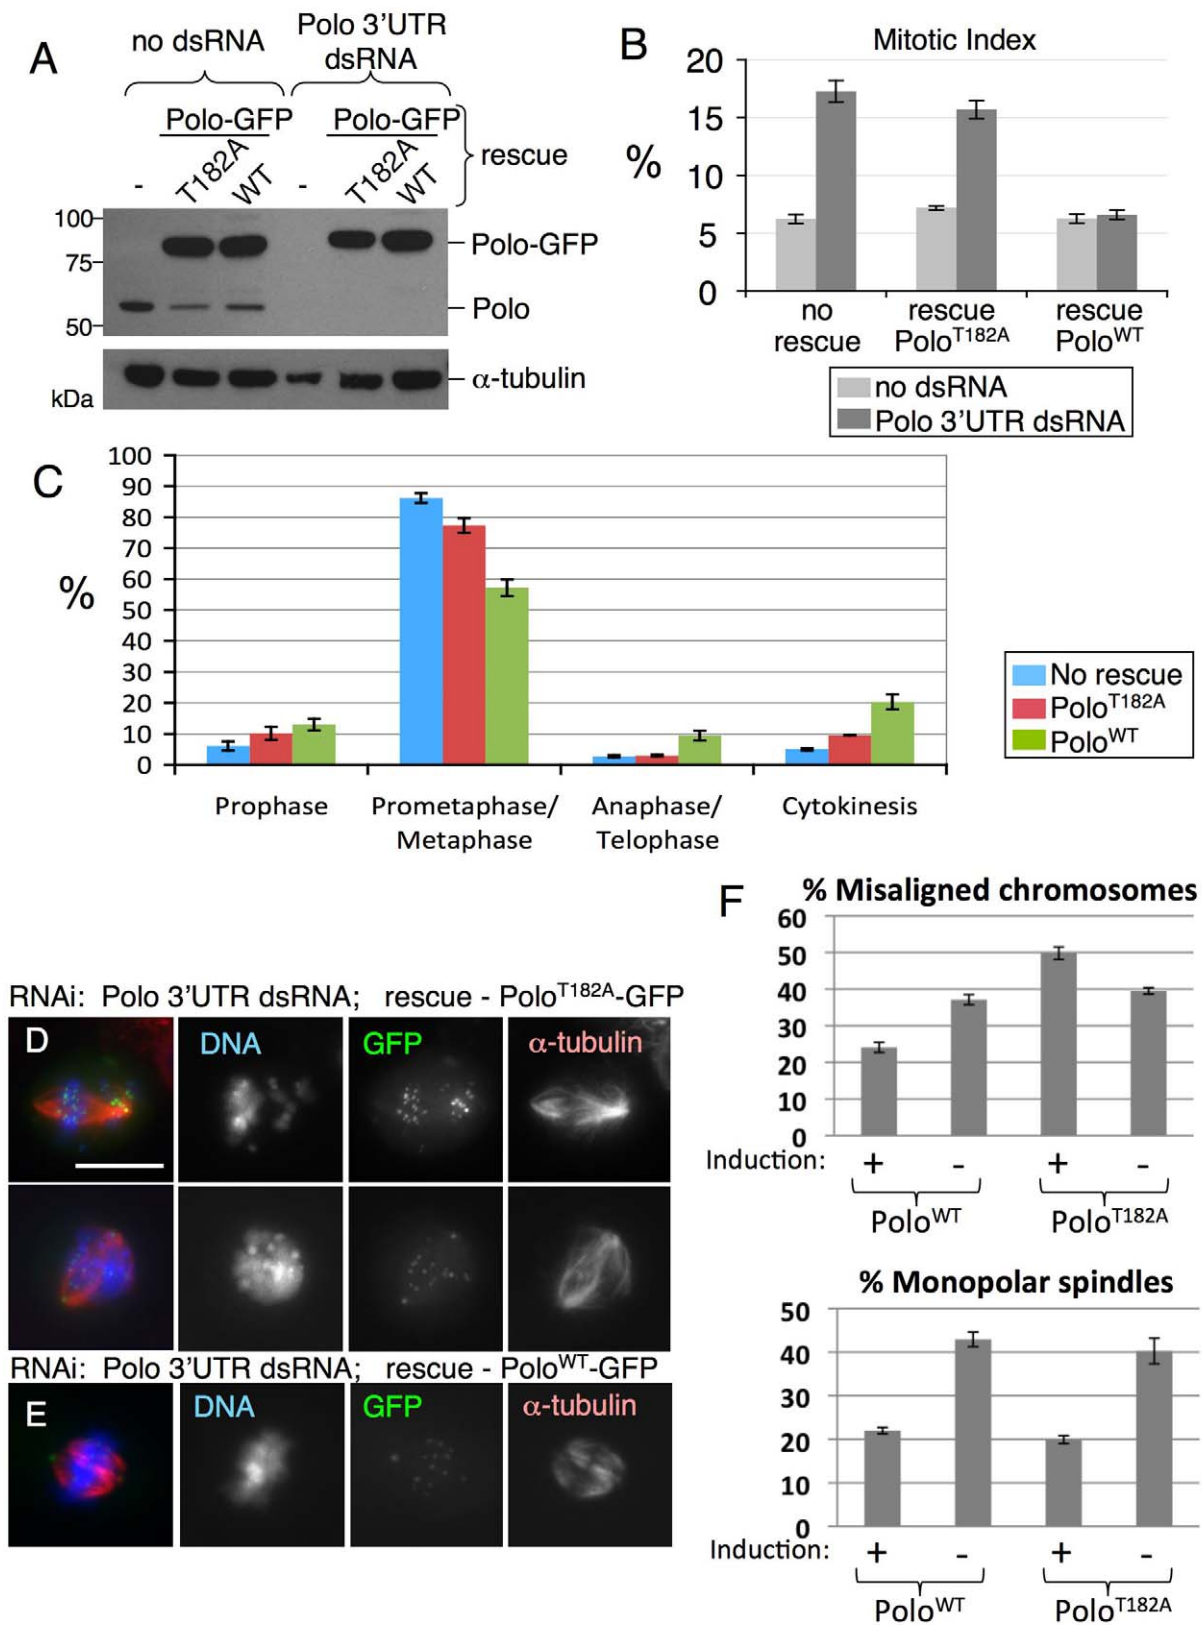 A
no dsRNA
Polo 3'UTR
dsRNA
Polo-GFP
Polo-GFP
rescue
-
T182A
WT
-
T182A
WT
100
75
50
kDa
Polo-GFP
Polo
α-tubulin
B
Mitotic Index
%
20
15
10
5
0
no
rescue
rescue
Polo^T182A
rescue
Polo^WT
no dsRNA
Polo 3'UTR dsRNA
C
%
100
90
80
70
60
50
40
30
20
10
0
Prophase
Prometaphase/
Metaphase
Anaphase/
Telophase
Cytokinesis
No rescue
Polo^T182A
Polo^WT
RNAi: Polo 3'UTR dsRNA; rescue - Polo^T182A-GFP
D
DNA
GFP
α-tubulin
RNAi: Polo 3'UTR dsRNA; rescue - Polo^WT-GFP
E
DNA
GFP
α-tubulin
F
% Misaligned chromosomes
60
50
40
30
20
10
0
Induction: + - + -
Polo^WT
Polo^T182A
% Monopolar spindles
50
40
30
20
10
0
Induction: + - + -
Polo^WT
Polo^T182A